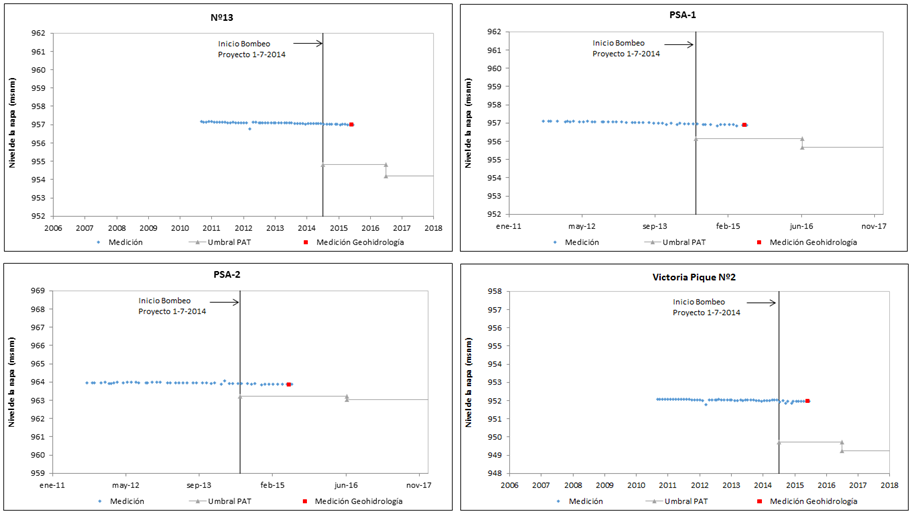 Nº13
Nivel de la napa (msnm)
962
961
960
959
958
957
956
955
954
953
952
Inicio Bombeo
Proyecto 1-7-2014
2006 2007 2008 2009 2010 2011 2012 2013 2014 2015 2016 2017 2018
Medición Umbral PAT Medición Geohidrología
PSA-1
Nivel de la napa (msnm)
962
961
960
959
958
957
956
955
954
953
952
Inicio Bombeo
Proyecto 1-7-2014
ene-11 may-12 sep-13 feb-15 jun-16 nov-17
Medición Umbral PAT Medición Geohidrología
PSA-2
Nivel de la napa (msnm)
969
968
967
966
965
964
963
962
961
960
959
Inicio Bombeo
Proyecto 1-7-2014
ene-11 may-12 sep-13 feb-15 jun-16 nov-17
Medición Umbral PAT Medición Geohidrología
Victoria Pique Nº2
Nivel de la napa (msnm)
958
957
956
955
954
953
952
951
950
949
948
Inicio Bombeo
Proyecto 1-7-2014
2006 2007 2008 2009 2010 2011 2012 2013 2014 2015 2016 2017 2018
Medición Umbral PAT Medición Geohidrología